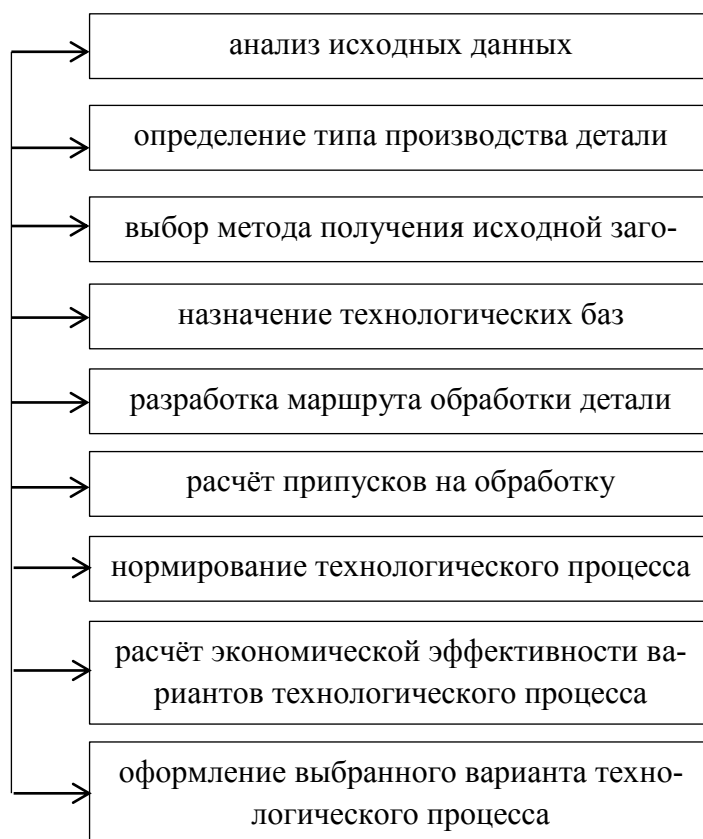 анализ исходных данных
определение типа производства детали
выбор метода получения исходной заго-
назначение технологических баз
разработка маршрута обработки детали
расчёт припусков на обработку
нормирование технологического процесса
расчёт экономической эффективности ва-
риантов технологического процесса
оформление выбранного варианта техно-
логического процесса